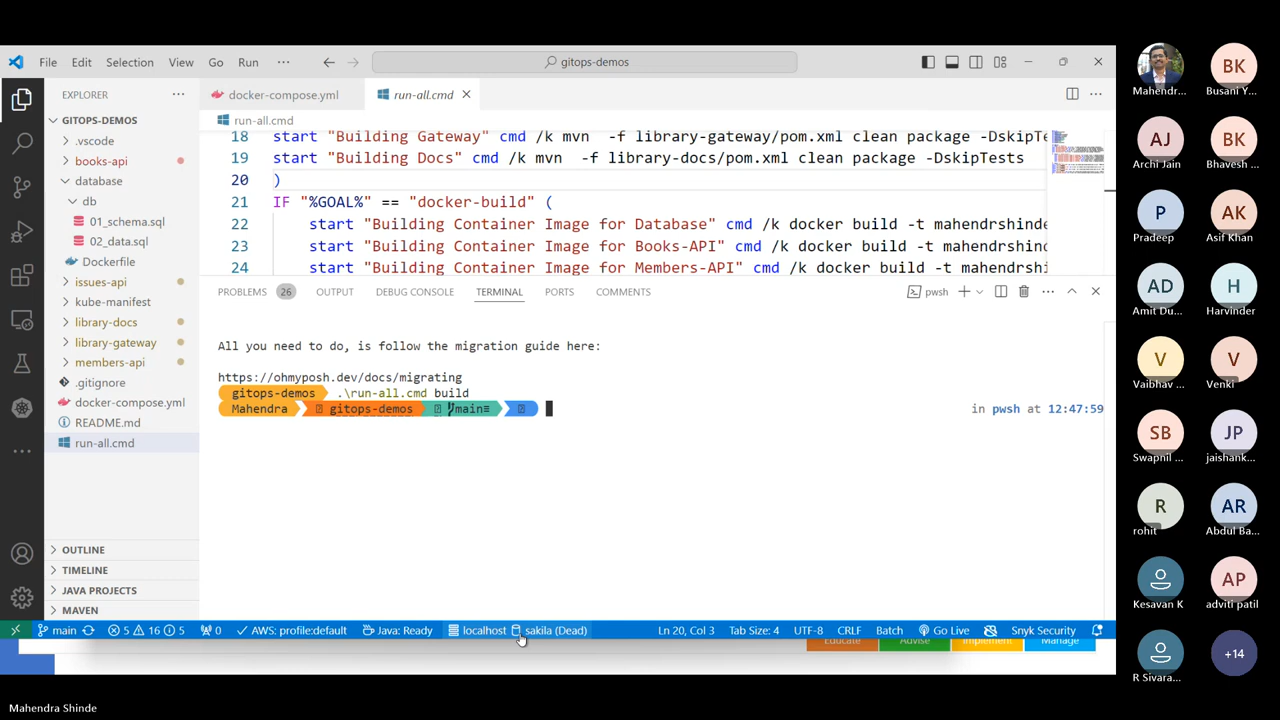 File Edit Selection View Go Run ··· gitops-demos
EXPLORER
GITOPS-DEMOS
.vscode
books-api
database
db
01_schema.sql
02_data.sql
Dockerfile
issues-api
kube-manifest
library-docs
library-gateway
members-api
.gitignore
docker-compose.yml
README.md
run-all.cmd
OUTLINE
TIMELINE
JAVA PROJECTS
MAVEN
docker-compose.yml run-all.cmd
run-all.cmd
18 start "Building Gateway" cmd /k mvn -f library-gateway/pom.xml clean package -DskipTe
19 start "Building Docs" cmd /k mvn -f library-docs/pom.xml clean package -DskipTests
20 )
21 IF "%GOAL%" == "docker-build" (
22 start "Building Container Image for Database" cmd /k docker build -t mahendrshinde
23 start "Building Container Image for Books-API" cmd /k docker build -t mahendrshind
24 start "Building Container Image for Members-API" cmd /k docker build -t mahendrshi
PROBLEMS 26 OUTPUT DEBUG CONSOLE TERMINAL PORTS COMMENTS pwsh
All you need to do, is follow the migration guide here:
https://ohmyposh.dev/docs/migrating
gitops-demos .\run-all.cmd build
Mahendra gitops-demos main≡ in pwsh at 12:47:59
main 5 16 5 0 AWS: profile:default Java: Ready localhost sakila (Dead) Ln 20, Col 3 Tab Size: 4 UTF-8 CRLF Batch Go Live Snyk Security
Educate Advise Implement Manage
Mahendr...
BK
Busani Y...
AJ
Archi Jain
BK
Bhavesh ...
P
Pradeep
AK
Asif Khan
AD
Amit Du...
H
Harvinder
V
Vaibhav ...
V
Venki
SB
Swapnil ...
JP
jaishank...
R
rohit
AR
Abdul Ba...
Kesavan K
AP
adviti patil
R Sivara...
+14
Mahendra Shinde